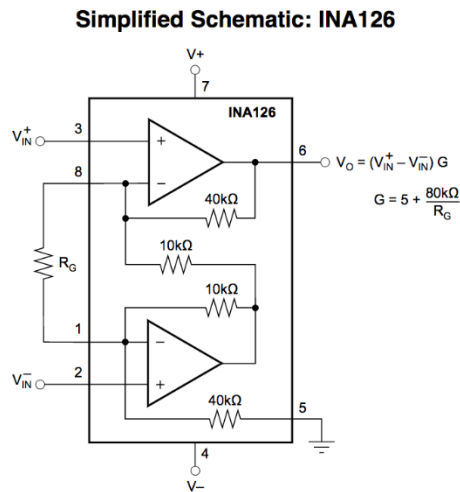 Simplified Schematic: INA126
V+
7
INA126
V+IN
3
+
6
VO = (V+IN – V–IN) G
8
–
40kΩ
G = 5 + 80kΩ
RG
10kΩ
RG
10kΩ
1
–
V–IN
2
+
40kΩ
5
4
V–